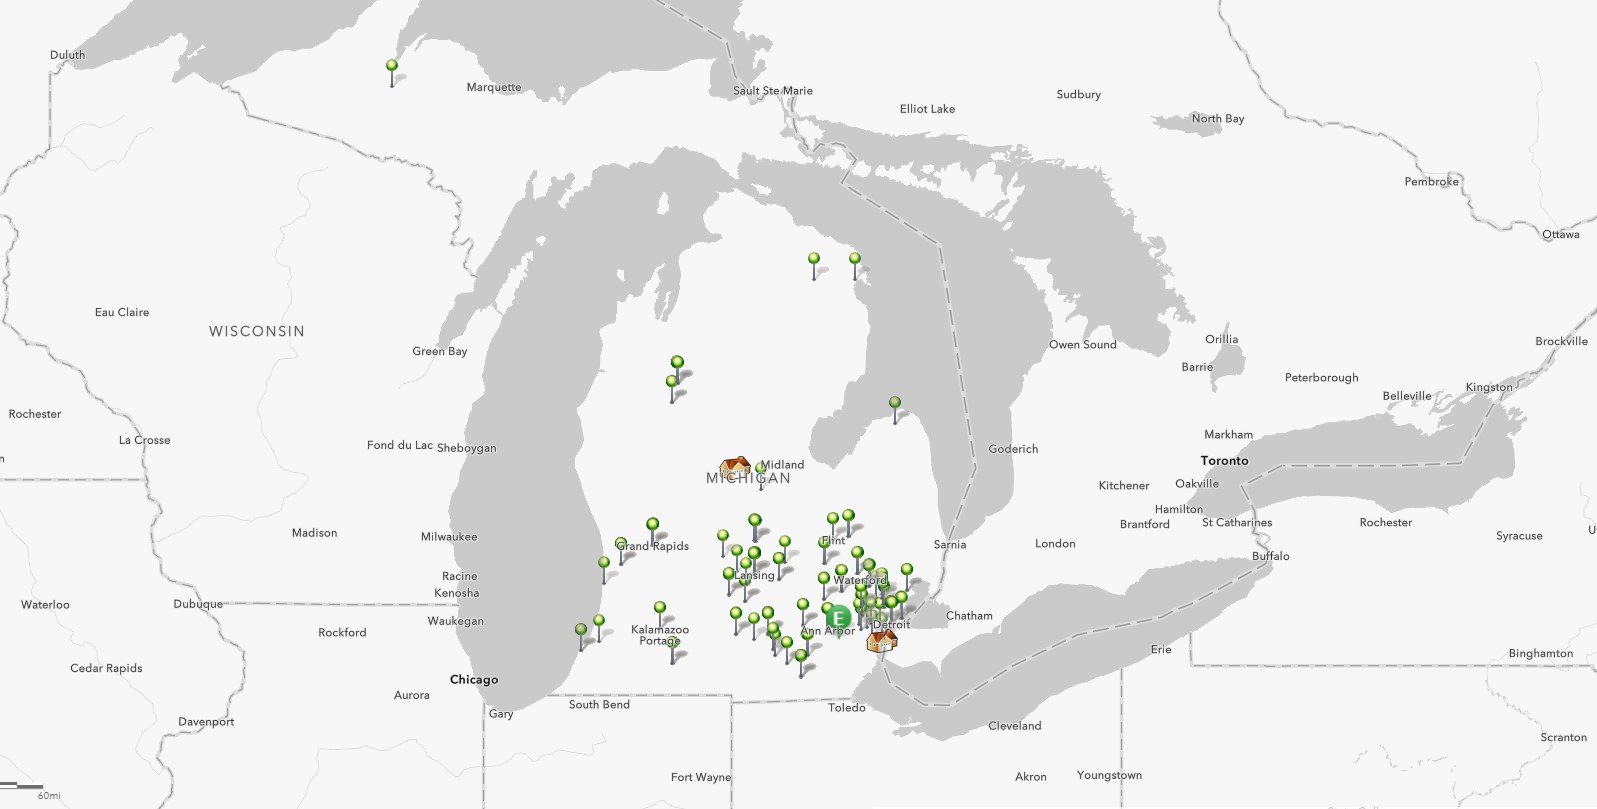 Duluth
Marquette
Sault Ste Marie
Elliot Lake
Sudbury
North Bay
Pembroke
Ottawa
Eau Claire
WISCONSIN
Green Bay
Owen Sound
Orillia
Barrie
Peterborough
Brockville
Kingston
Belleville
Rochester
La Crosse
Fond du Lac
Sheboygan
Midland
MICHIGAN
Goderich
Markham
Toronto
Kitchener
Oakville
Hamilton
Brantford
St Catharines
Rochester
Syracuse
U
n
Madison
Milwaukee
Grand Rapids
Flint
Sarnia
London
Buffalo
Racine
Kenosha
Lansing
Waterford
Waterloo
Dubuque
Waukegan
Rockford
Kalamazoo
Portage
Ann Arbor
E
Detroit
Chatham
Erie
Binghamton
Cedar Rapids
Chicago
Aurora
Gary
South Bend
Toledo
Cleveland
Davenport
Scranton
Fort Wayne
Akron
Youngstown
60mi